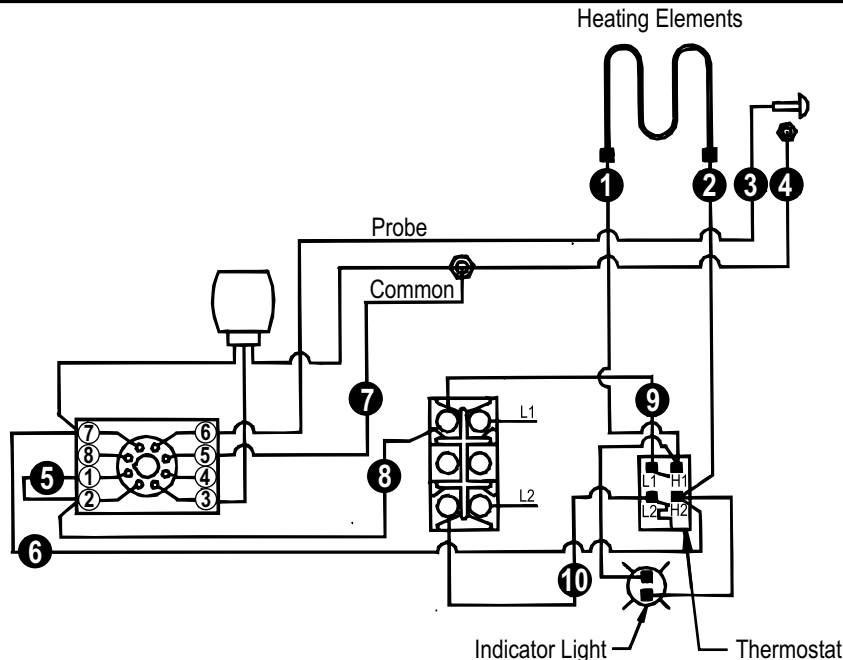 Heating Elements
1 2 3 4
Probe
Common
7
9
L1
7 6
8 5
1 4
2 3
5
8
L1 H1
L2
L2 H2
6
10
Indicator Light
Thermostat